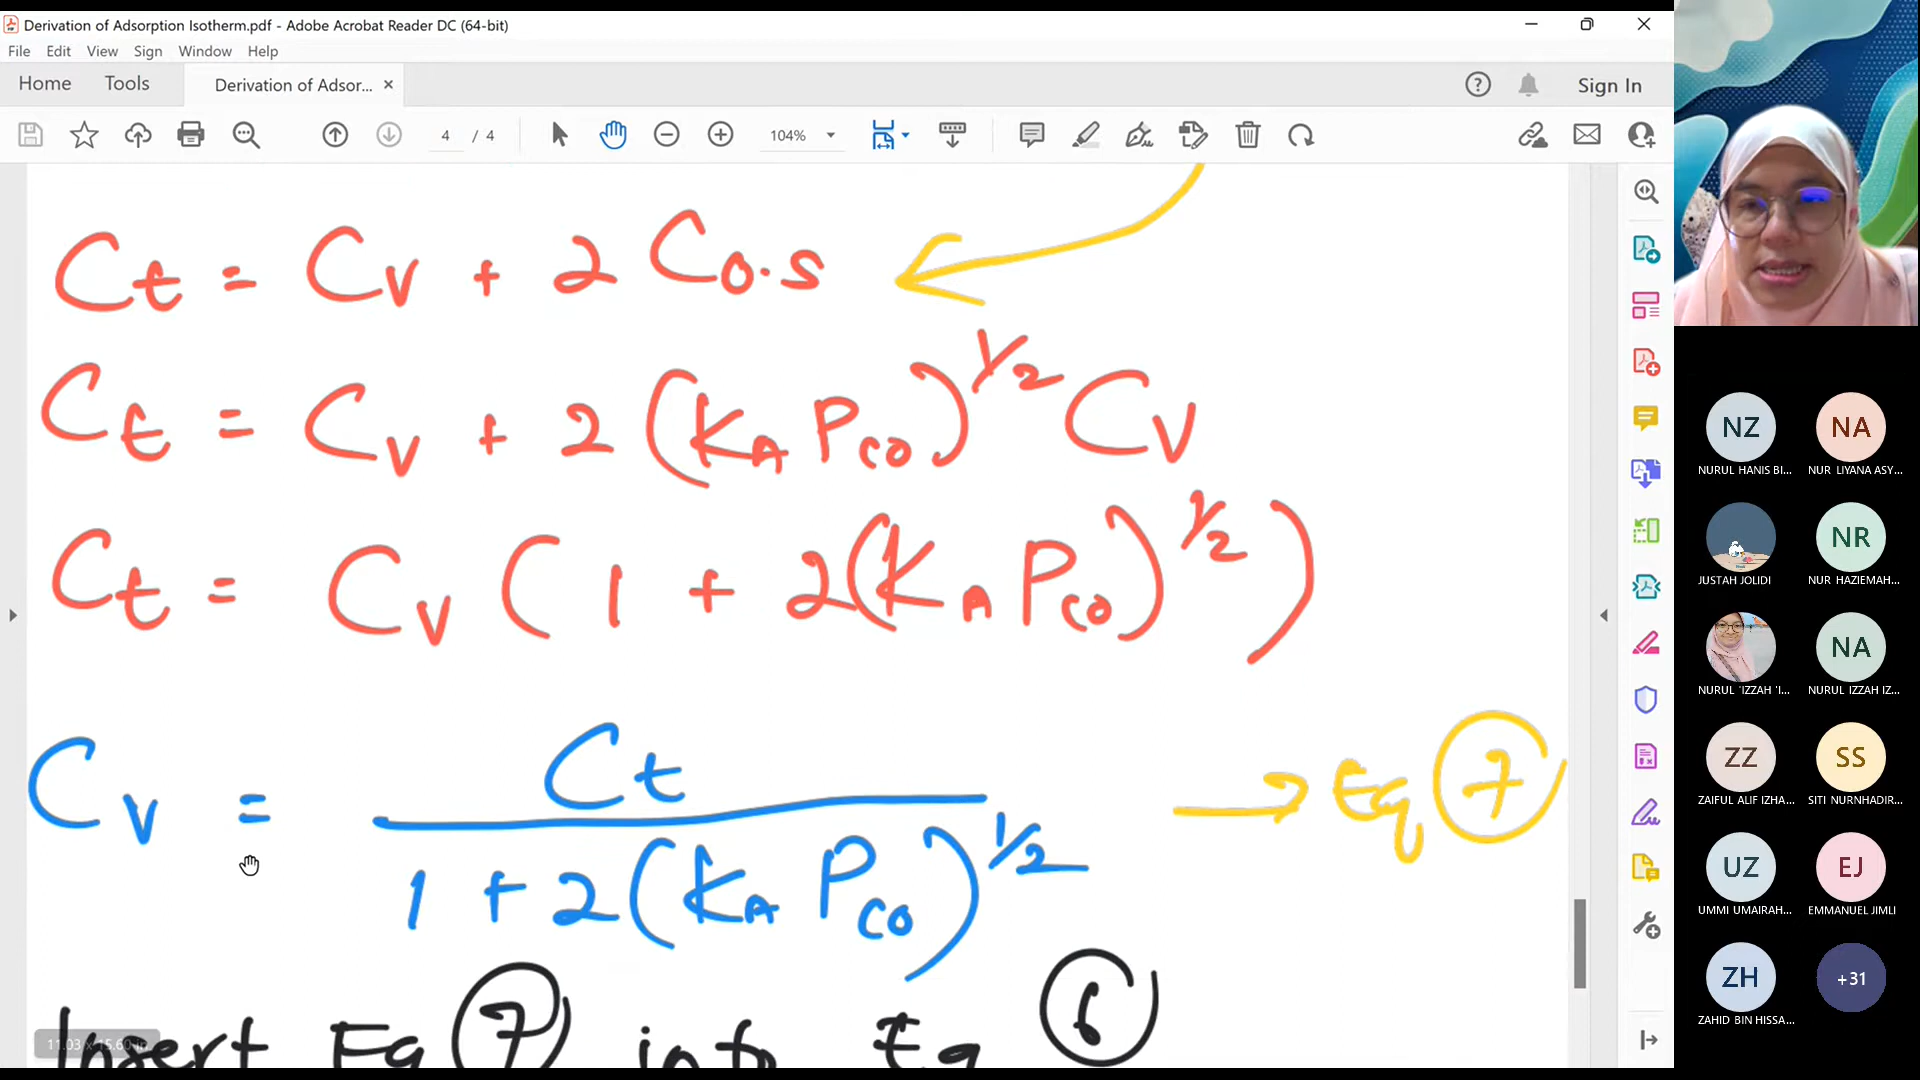 Derivation of Adsorption Isotherm.pdf - Adobe Acrobat Reader DC (64-bit)
File Edit View Sign Window Help
Home Tools Derivation of Adsor... × Sign In
4 / 4 104%
Ct = Cv + 2 Co.s
Ct = Cv + 2 (KA PCO)^1/2 Cv
Ct = Cv (1 + 2(KA PCO)^1/2)
Cv = Ct / 1 + 2(KA PCO)^1/2 → Eq 7
Insert Eq 7 into Eq 6
11.03 x 15.60 in
NZ
NURUL HANIS BI...
NA
NUR LIYANA ASY...
JUSTAH JOLIDI
NR
NUR HAZIEMAH...
NURUL 'IZZAH 'I...
NA
NURUL IZZAH IZ...
ZZ
ZAIFUL ALIF IZHA...
SS
SITI NURNHADIR...
UZ
UMMI UMAIRAH...
EJ
EMMANUEL JIMLI
ZH
ZAHID BIN HISSA...
+31